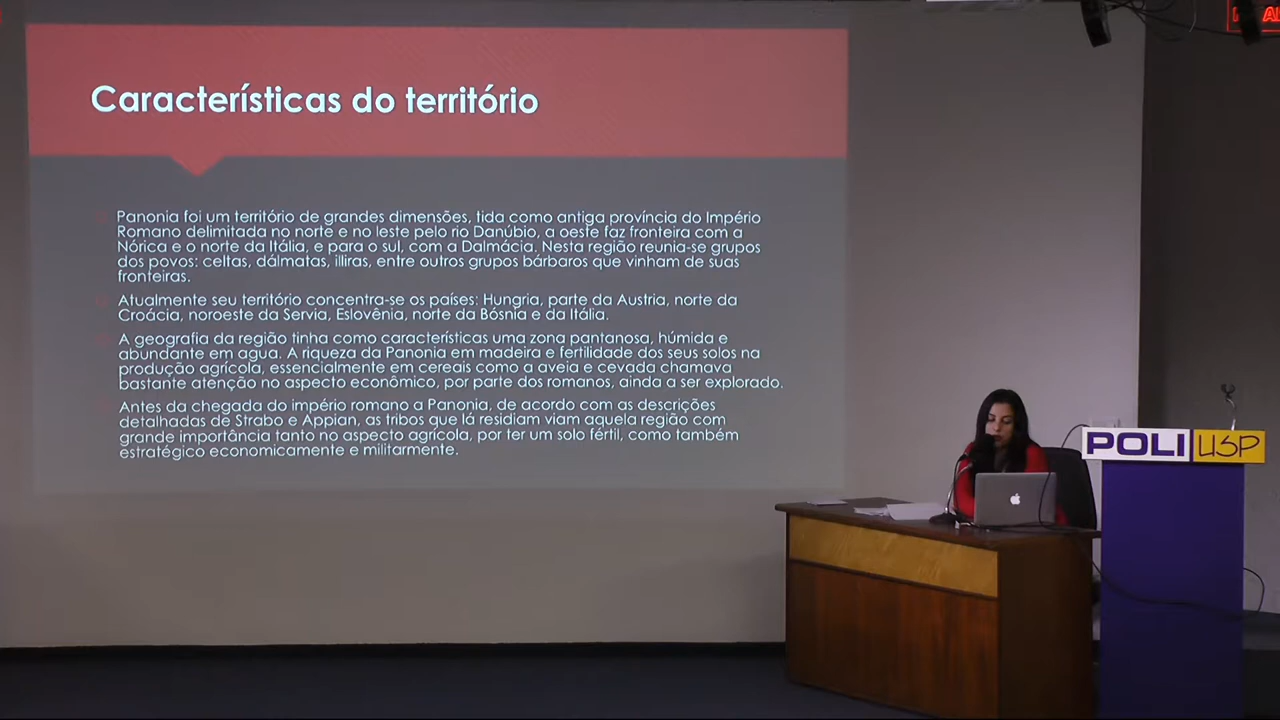 Características do território
Panonia foi um território de grandes dimensões, tida como antiga província do Império
Romano delimitada no norte e no leste pelo rio Danúbio, a oeste faz fronteira com a
Nórica e o norte da Itália, e para o sul, com a Dalmácia. Nesta região reunia-se grupos
dos povos: celtas, dálmatas, illiras, entre outros grupos bárbaros que vinham de suas
fronteiras.
Atualmente seu território concentra-se os países: Hungria, parte da Austria, norte da
Croácia, noroeste da Servia, Eslovênia, norte da Bósnia e da Itália.
A geografia da região tinha como características uma zona pantanosa, húmida e
abundante em agua. A riqueza da Panonia em madeira e fertilidade dos seus solos na
produção agrícola, essencialmente em cereais como a aveia e cevada chamava
bastante atenção no aspecto econômico, por parte dos romanos, ainda a ser explorado.
Antes da chegada do império romano a Panonia, de acordo com as descrições
detalhadas de Strabo e Appian, as tribos que lá residiam viam aquela região com
grande importância tanto no aspecto agrícola, por ter um solo fértil, como também
estratégico economicamente e militarmente.
POLI USP